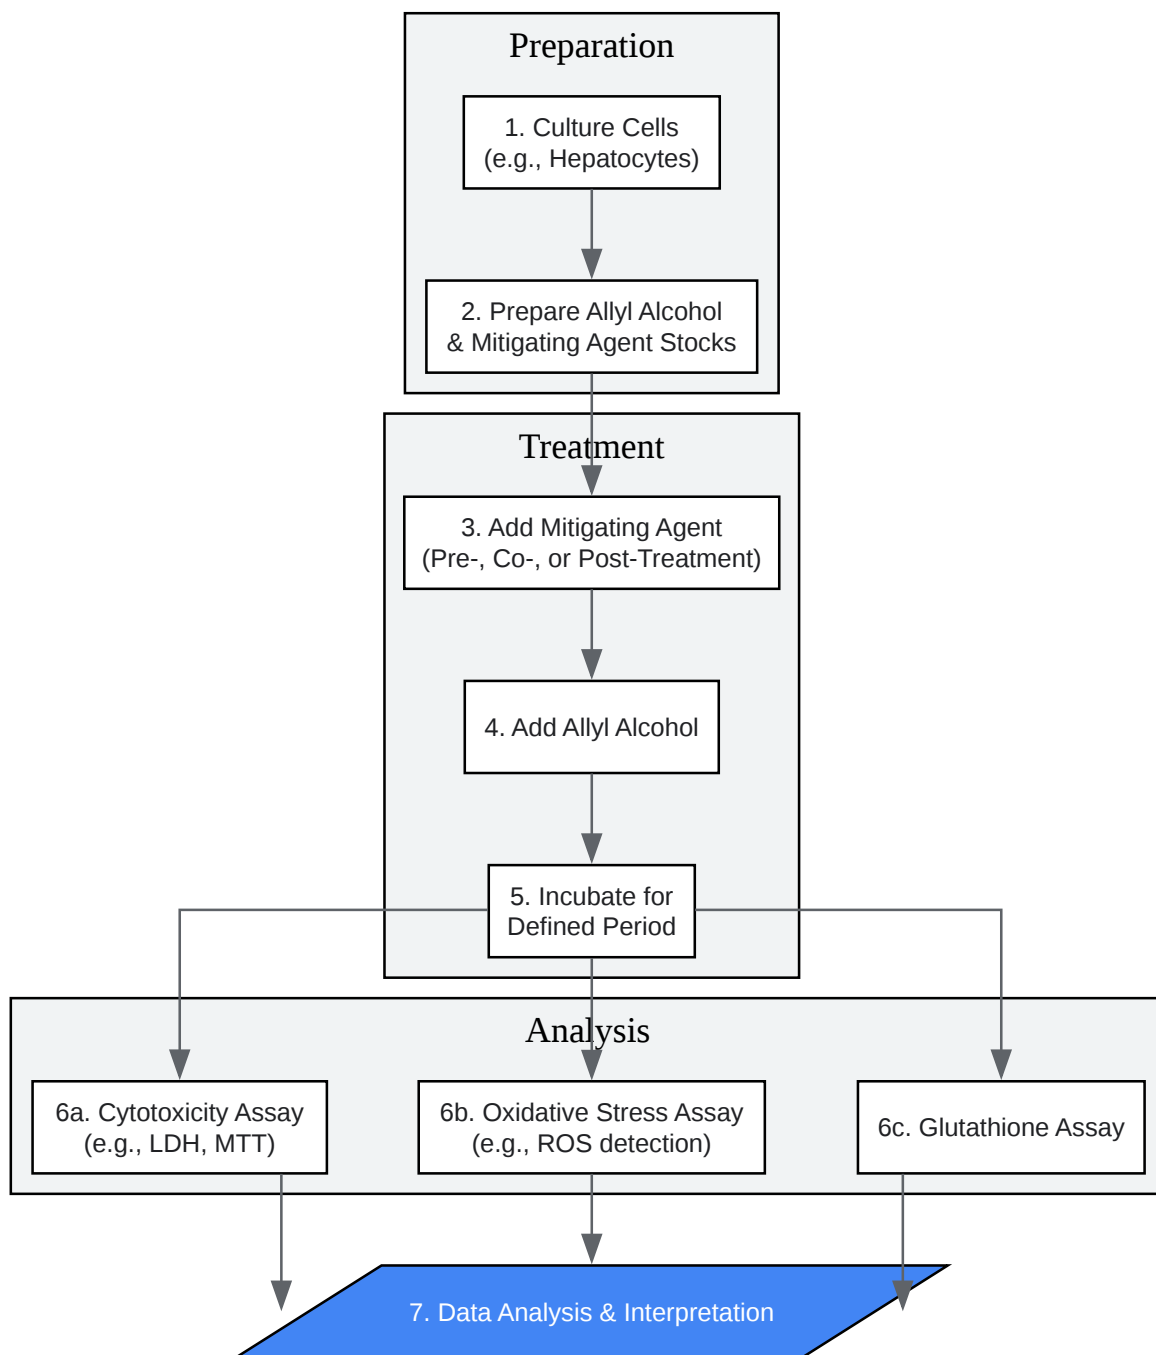 Preparation
1. Culture Cells
(e.g., Hepatocytes)
2. Prepare Allyl Alcohol
& Mitigating Agent Stocks
Treatment
3. Add Mitigating Agent
(Pre-, Co-, or Post-Treatment)
4. Add Allyl Alcohol
5. Incubate for
Defined Period
Analysis
6a. Cytotoxicity Assay
(e.g., LDH, MTT)
6b. Oxidative Stress Assay
(e.g., ROS detection)
6c. Glutathione Assay
7. Data Analysis & Interpretation